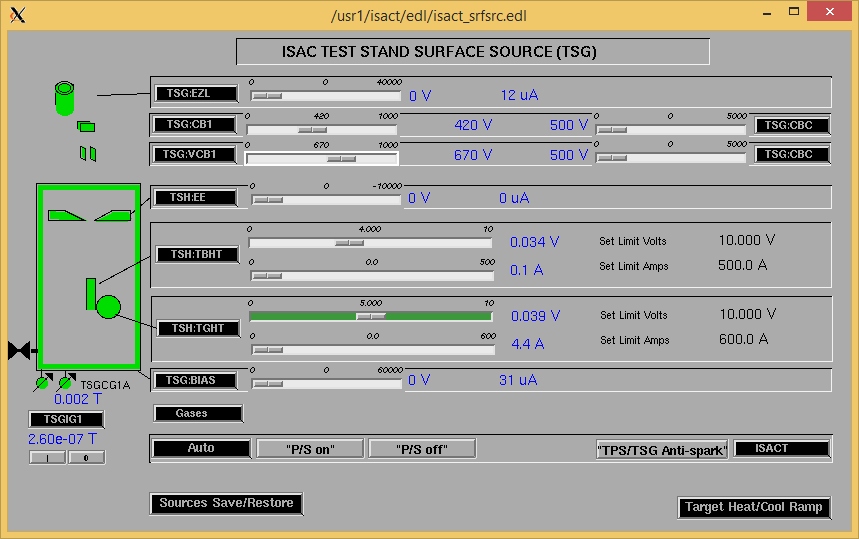 /usr1/isact/edl/isact_srfsrc.edl
ISAC TEST STAND SURFACE SOURCE (TSG)
TSG:EZL 0 0 40000 0 V 12 uA
TSG:CB1 0 420 1000 420 V 500 V 0 5000 TSG:CBC
TSG:VCB1 0 670 1000 670 V 500 V 0 5000 TSG:CBC
TSH:EE 0 0 -10000 0 V 0 uA
0 4.000 10
0.034 V Set Limit Volts 10.000 V
TSH:TBHT
0 0.0 500
0.1 A Set Limit Amps 500.0 A
0 5.000 10
0.039 V Set Limit Volts 10.000 V
TSH:TGHT
0 0.0 600
4.4 A Set Limit Amps 600.0 A
TSG:BIAS 0 0 60000 0 V 31 uA
TSGCG1A
0.002 T
TSGIG1
2.60e-07 T
I 0
Gases
Auto "P/S on" "P/S off" "TPS/TSG Anti-spark" ISACT
Sources Save/Restore Target Heat/Cool Ramp